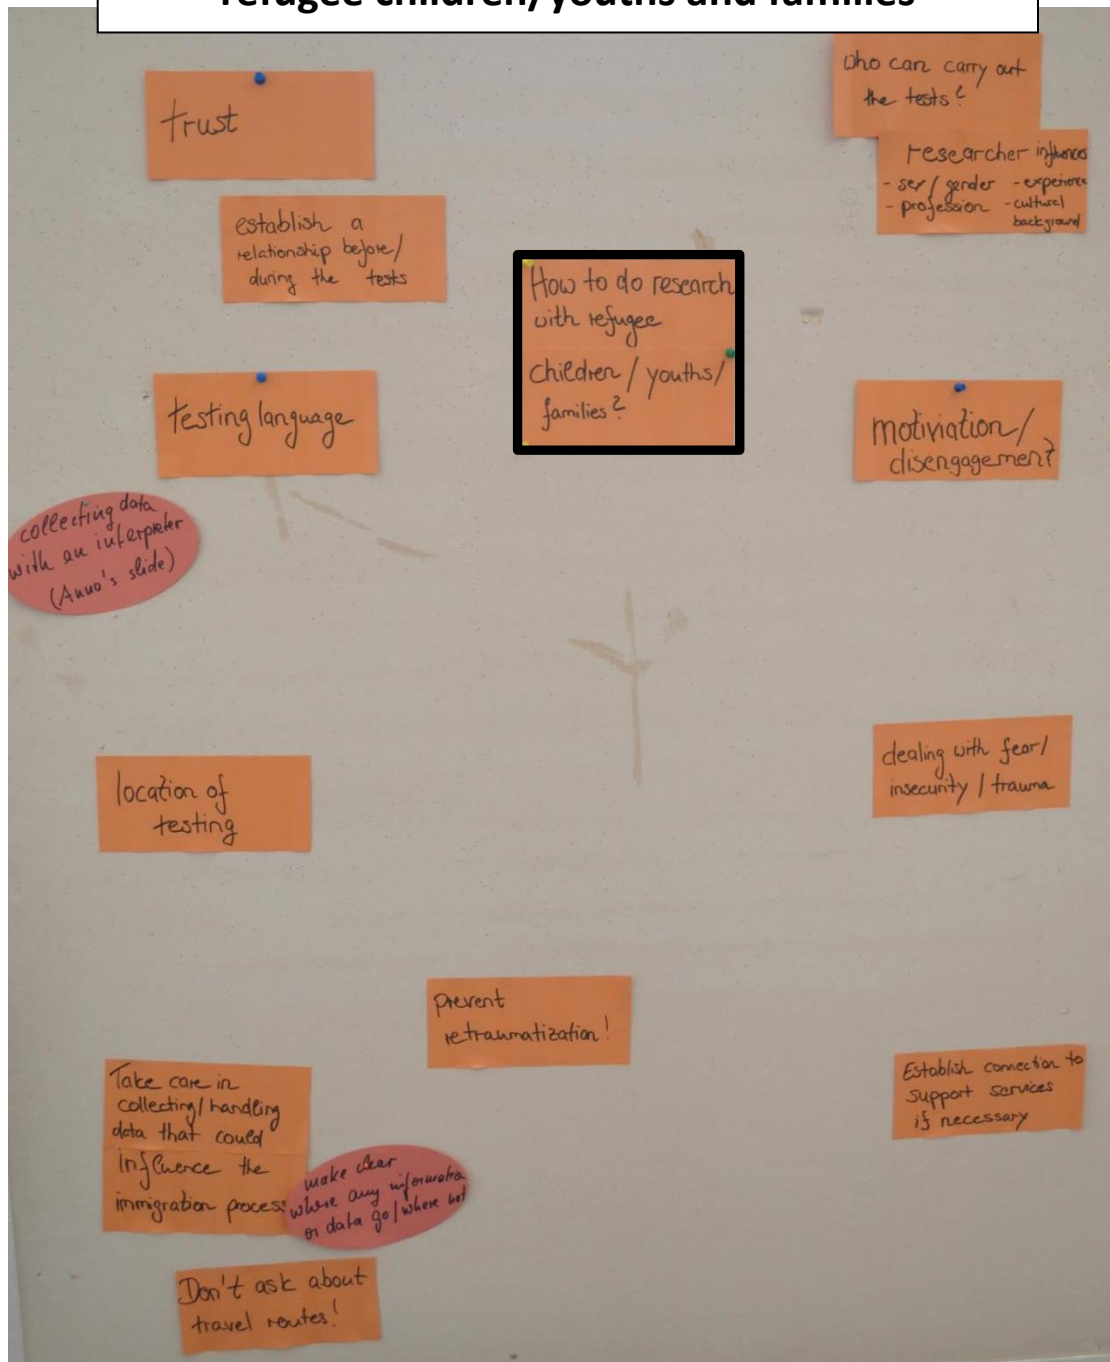 refugee children/youths and families
trust
establish a
relationship before/
during the tests
testing language
collecting data
with an interpreter
(Anna's slide)
location of
testing
How to do research
with refugee
children / youths/
families?
who can carry out
the tests?
researcher influences
- sex / gender - experience
- profession - cultural
background
motiviation/
disengagement?
dealing with fear/
insecurity / trauma
prevent
retraumatization!
Take care in
collecting/handling
data that could
influence the
immigration process
make clear
where any information
or data go/where not
Don't ask about
travel routes!
Establish connection to
support services
if necessary